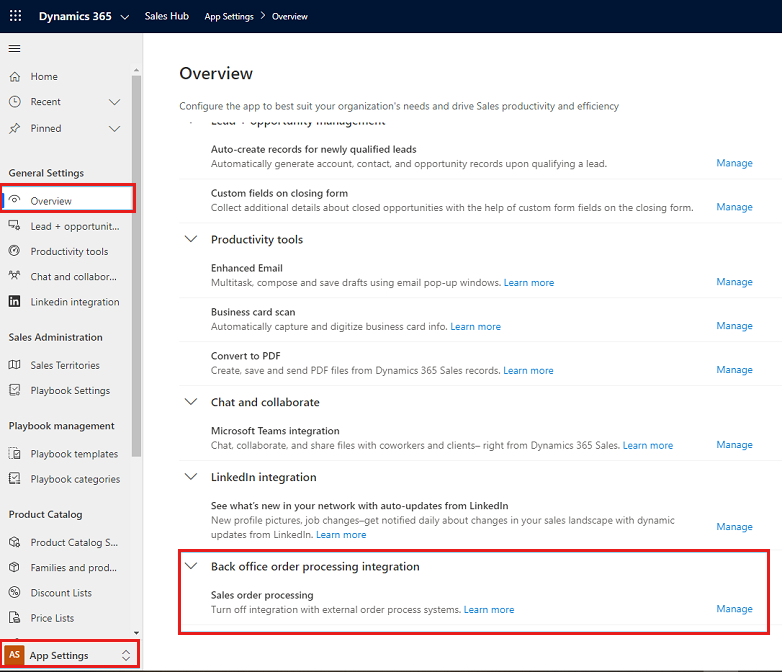 Dynamics 365 Sales Hub App Settings > Overview
Home
Recent
Pinned
General Settings
Overview
Lead + opportunit...
Productivity tools
Chat and collabor...
Linkedin integration
Sales Administration
Sales Territories
Playbook Settings
Playbook management
Playbook templates
Playbook categories
Product Catalog
Product Catalog S...
Families and prod...
Discount Lists
Price Lists
AS App Settings
Overview
Configure the app to best suit your organization's needs and drive Sales productivity and efficiency
Lead + opportunity management
Auto-create records for newly qualified leads
Automatically generate account, contact, and opportunity records upon qualifying a lead.
Manage
Custom fields on closing form
Collect additional details about closed opportunities with the help of custom form fields on the closing form.
Manage
Productivity tools
Enhanced Email
Multitask, compose and save drafts using email pop-up windows. Learn more
Manage
Business card scan
Automatically capture and digitize business card info. Learn more
Manage
Convert to PDF
Create, save and send PDF files from Dynamics 365 Sales records. Learn more
Manage
Chat and collaborate
Microsoft Teams integration
Chat, collaborate, and share files with coworkers and clients– right from Dynamics 365 Sales. Learn more
Manage
LinkedIn integration
See what's new in your network with auto-updates from LinkedIn
New profile pictures, job changes–get notified daily about changes in your sales landscape with dynamic
updates from LinkedIn. Learn more
Manage
Back office order processing integration
Sales order processing
Turn off integration with external order process systems. Learn more
Manage